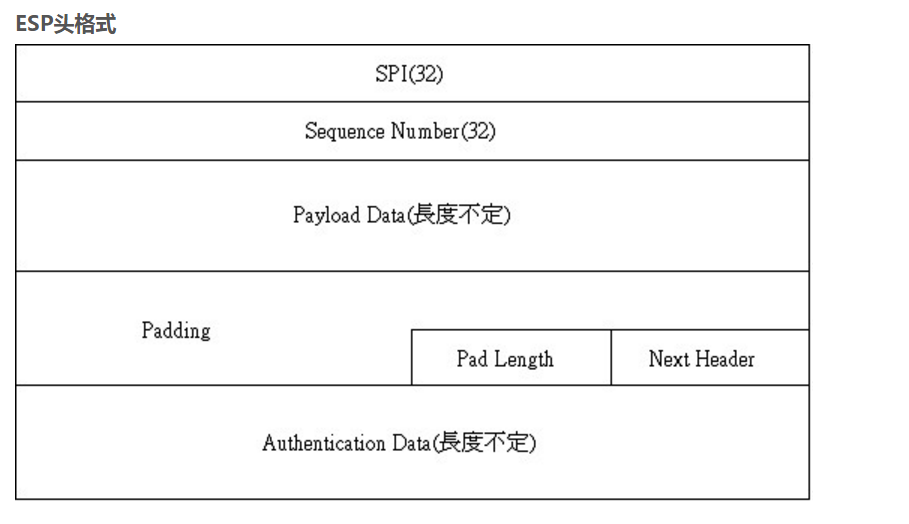 ESP头格式
SPI(32)
Sequence Number(32)
Payload Data(長度不定)
Padding
Pad Length
Next Header
Authentication Data(長度不定)